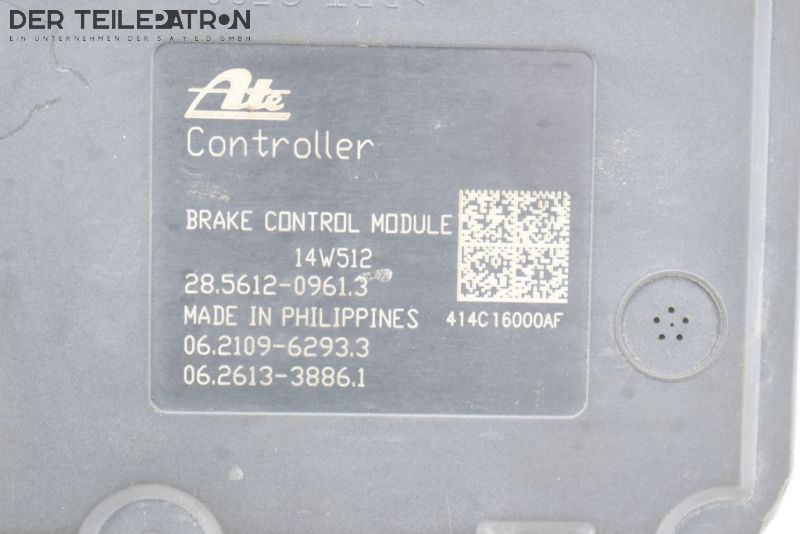 DER TEILEPATRON
EIN UNTERNEHMEN DER SAYED GMBH
Ate
Controller
BRAKE CONTROL MODULE
14W512
28.5612-0961.3
MADE IN PHILIPPINES
414C16000AF
06.2109-6293.3
06.2613-3886.1